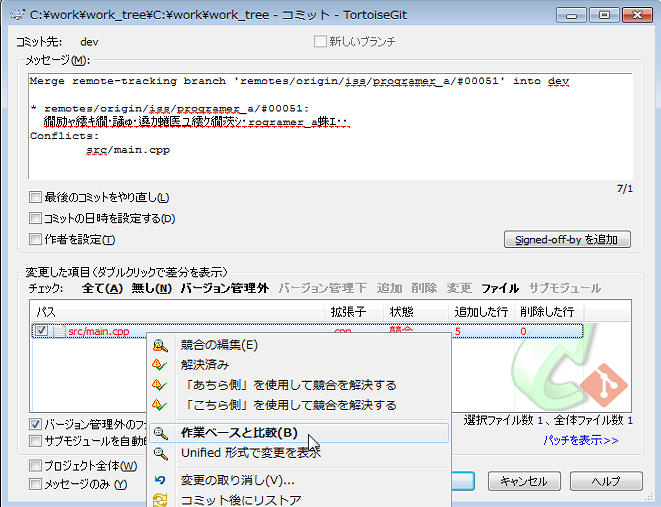 C:¥work¥work_tree¥C:¥work¥work_tree - コミット - TortoiseGit
コミット先: dev
新しいブランチ
メッセージ(M):
Merge remote-tracking branch 'remotes/origin/iss/programer_a/#00051' into dev
* remotes/origin/iss/programer_a/#00051:
Conflicts:
src/main.cpp
7/1
最後のコミットをやり直し(L)
コミットの日時を設定する(D)
作者を設定(T)
Signed-off-by を追加
変更した項目 (ダブルクリックで差分を表示)
チェック: 全て(A) 無し(N) バージョン管理外 バージョン管理下 追加 削除 変更 ファイル サブモジュール
パス 拡張子 状態 追加した行 削除した行
src/main.cpp .cpp 競合 5 0
競合の編集(E)
解決済み
「あちら側」を使用して競合を解決する
「こちら側」を使用して競合を解決する
作業ベースと比較(B)
Unified 形式で変更を表示
変更の取り消し(V)...
コミット後にリストア
バージョン管理外のフ
選択ファイル数 1、全体ファイル数 1
サブモジュールを自動的
パッチを表示>>
プロジェクト全体(W)
メッセージのみ (Y)
キャンセル
ヘルプ